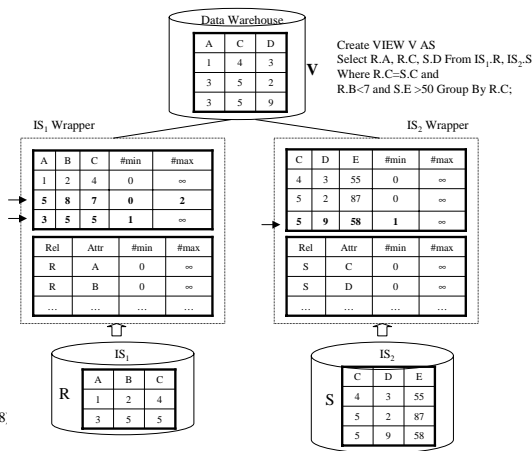 Data Warehouse
A C D
1 4 3
3 5 2
3 5 9
V
Create VIEW V AS
Select R.A, R.C, S.D From IS1.R, IS2.S
Where R.C=S.C and
R.B<7 and S.E >50 Group By R.C;
IS1 Wrapper
A B C #min #max
1 2 4 0 ∞
5 8 7 0 2
3 5 5 1 ∞
Rel Attr #min #max
R A 0 ∞
R B 0 ∞
… … … …
IS2 Wrapper
C D E #min #max
4 3 55 0 ∞
5 2 87 0 ∞
5 9 58 1 ∞
Rel Attr #min #max
S C 0 ∞
S D 0 ∞
… … … …
IS1
R
A B C
1 2 4
3 5 5
IS2
S
C D E
4 3 55
5 2 87
5 9 58